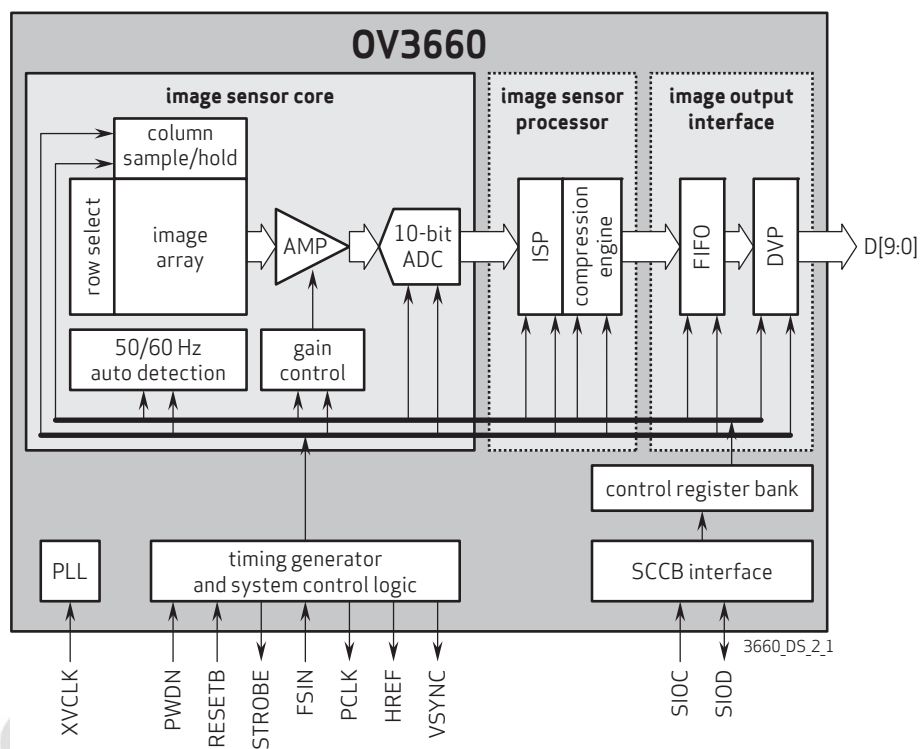 OV3660
image sensor core
image sensor
processor
image output
interface
column
sample/hold
row select
image
array
AMP
10-bit
ADC
ISP
compression
engine
FIFO
DVP
D[9:0]
50/60 Hz
auto detection
gain
control
control register bank
PLL
timing generator
and system control logic
SCCB interface
3660_DS_2_1
XVCLK
PWDN
RESETB
STROBE
FSIN
PCLK
HREF
VSYNC
SIOC
SIOD